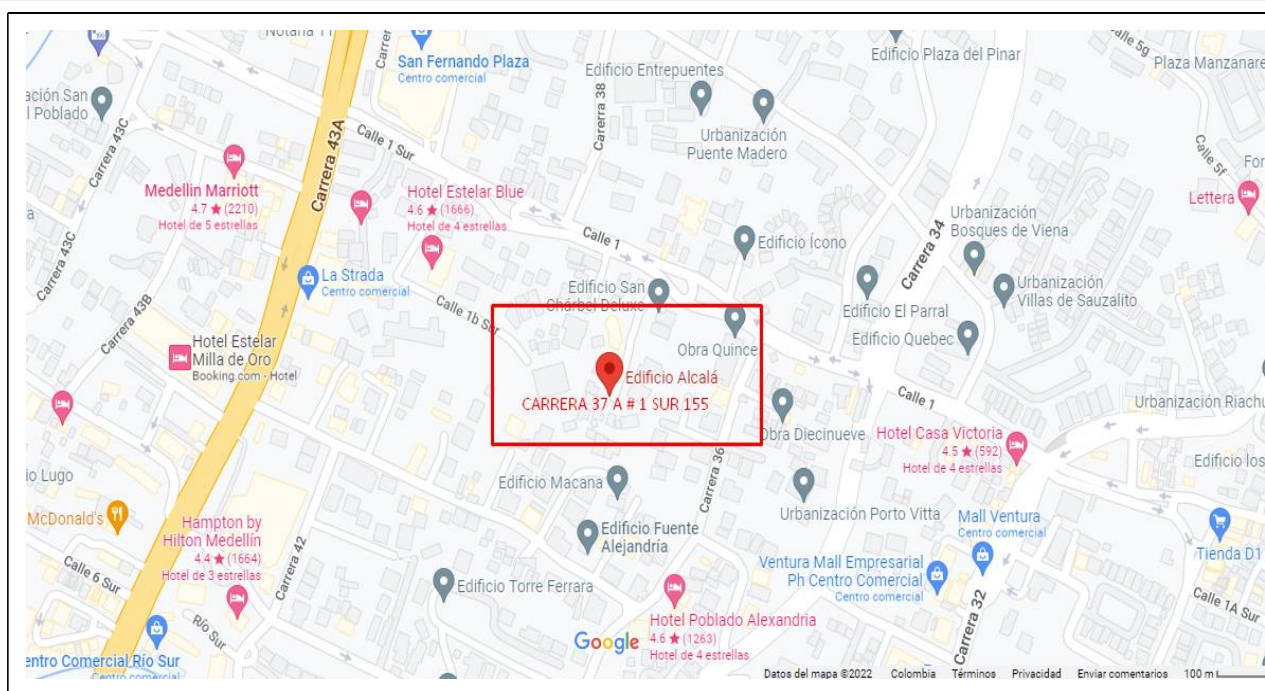 Notaria 11
San Fernando Plaza
Centro comercial
Edificio Plaza del Pinar
Calle 5g
Plaza Manzanare
Edificio Entrepuentes
Carrera 38
ación San
l Poblado
Carrera 43C
Carrera 43A
Calle 1 Sur
Urbanización
Puente Madero
Calle 5f
For
Medellin Marriott
4.7 ★ (2210)
Hotel de 5 estrellas
Hotel Estelar Blue
4.6 ★ (1666)
Hotel de 4 estrellas
Lettera
a
Carrera 43C
Calle 1
Edificio Ícono
Carrera 34
Urbanización
Bosques de Viena
La Strada
Centro comercial
Calle 1b Sur
Edificio San
Chárbel Deluxe
Urbanización
Villas de Sauzalito
Edificio El Parral
Carrera 43B
Hotel Estelar
Milla de Oro
Booking.com - Hotel
Obra Quince
Edificio Quebec
Edificio Alcalá
CARRERA 37 A # 1 SUR 155
Calle 1
Urbanización Riachu
Obra Diecinueve
Hotel Casa Victoria
4.5 ★ (592)
Hotel de 4 estrellas
io Lugo
Edificio Macana
Carrera 36
Edificio los
McDonald's
Urbanización Porto Vitta
Mall Ventura
Centro comercial
Hampton by
Hilton Medellín
4.4 ★ (1664)
Hotel de 3 estrellas
Carrera 42
Edificio Fuente
Alejandría
Tienda D1
Calle 6 Sur
Edificio Torre Ferrara
Ventura Mall Empresarial
Ph Centro Comercial
Centro comercial
Carrera 32
Calle 1A Sur
Río Sur
Hotel Poblado Alexandria
4.6 ★ (1263)
Hotel de 4 estrellas
Google
entro Comercial Río Sur
Centro comercial
Datos del mapa ©2022 Colombia Términos Privacidad Enviar comentarios 100 m